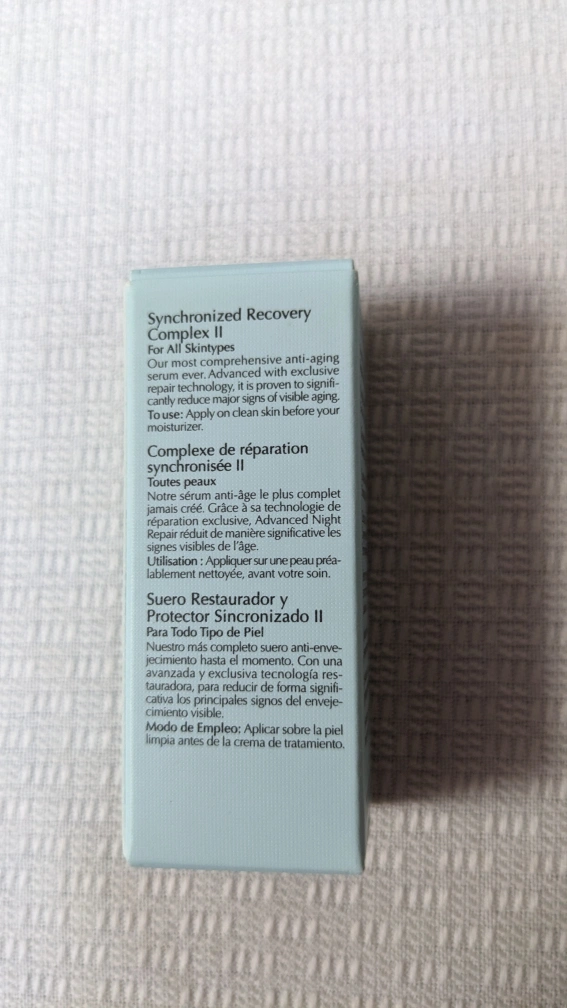 Synchronized Recovery
Complex II
For All Skintypes
Our most comprehensive anti-aging
serum ever. Advanced with exclusive
repair technology, it is proven to signifi-
cantly reduce major signs of visible aging.
To use: Apply on clean skin before your
moisturizer.
Complexe de réparation
synchronisée II
Toutes peaux
Notre sérum anti-âge le plus complet
jamais créé. Grâce à sa technologie de
réparation exclusive, Advanced Night
Repair réduit de manière significative les
signes visibles de l'âge.
Utilisation : Appliquer sur une peau préa-
lablement nettoyée, avant votre soin.
Suero Restaurador y
Protector Sincronizado II
Para Todo Tipo de Piel
Nuestro más completo suero anti-enve-
jecimiento hasta el momento. Con una
avanzada y exclusiva tecnología res-
tauradora, para reducir de forma signifi-
cativa los principales signos del enveje-
cimiento visible.
Modo de Empleo: Aplicar sobre la piel
limpia antes de la crema de tratamiento.